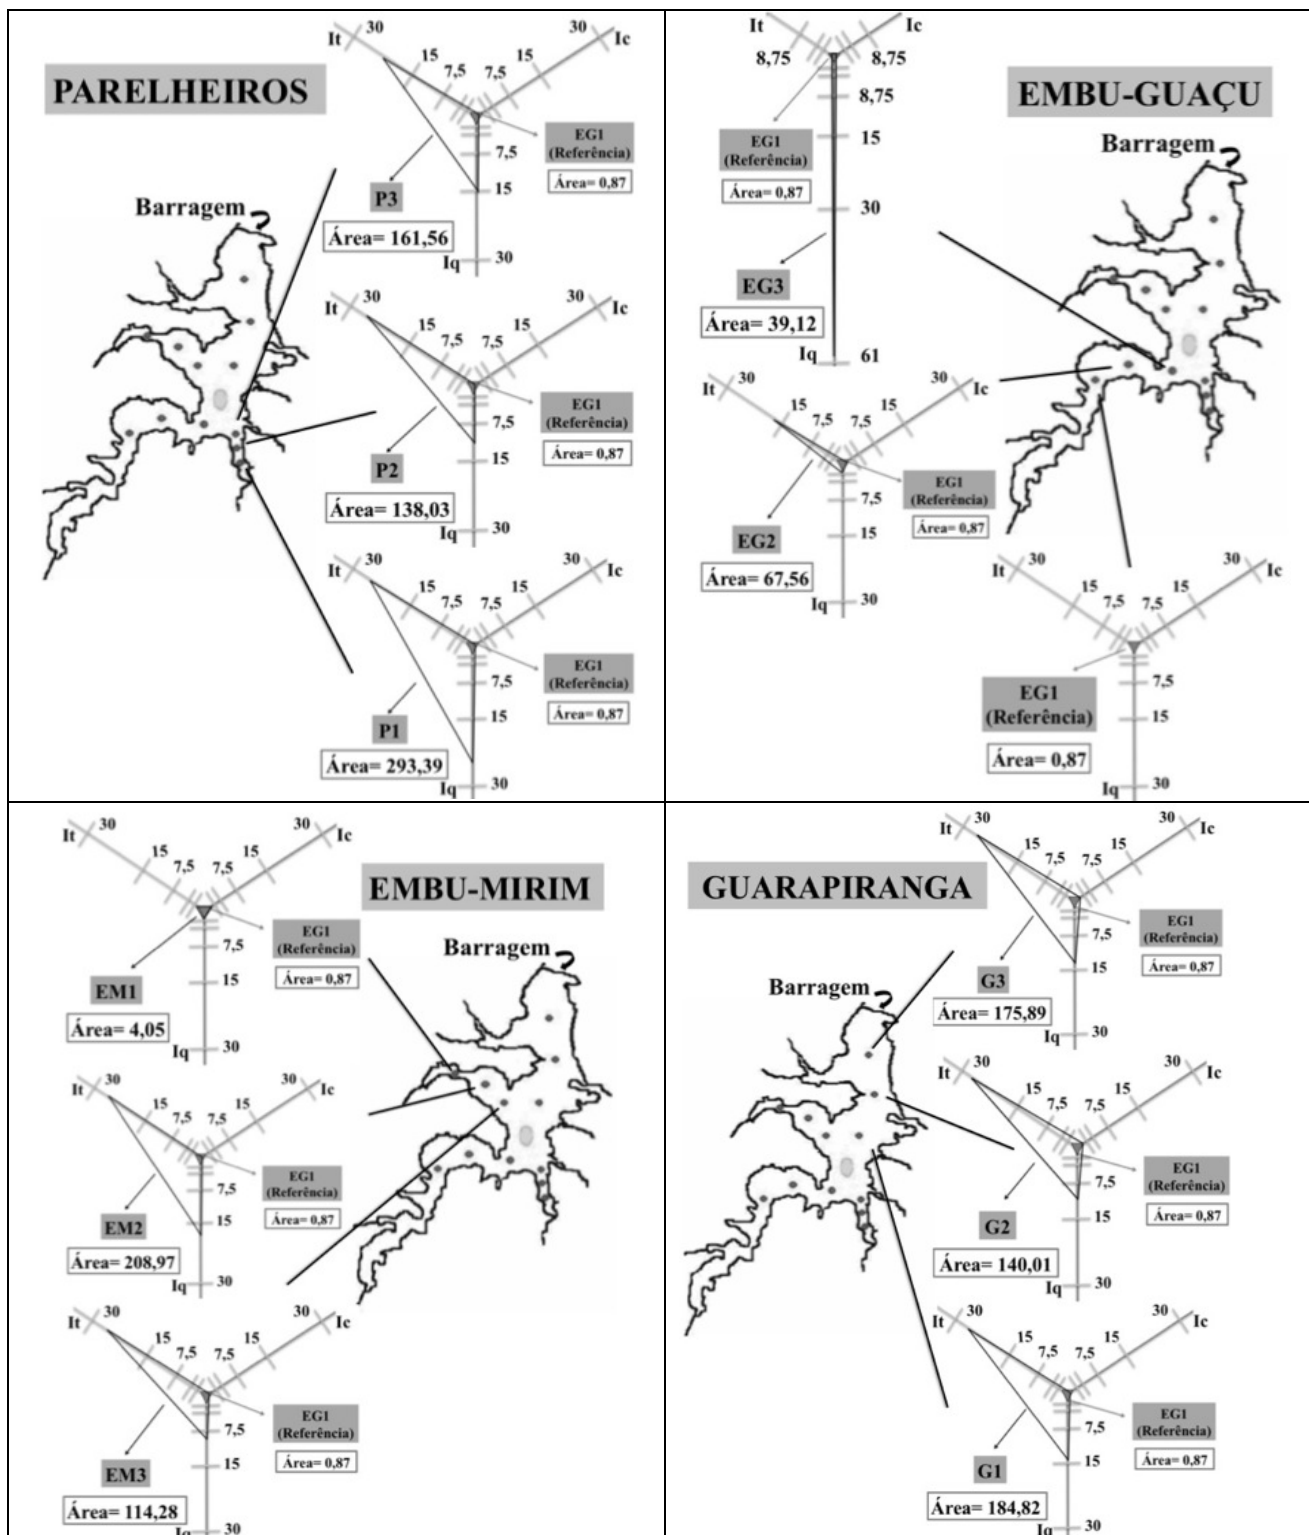 PARELHEIROS
Barragem
It
30
15
7,5
7,5
15
30
Ic
EG1
(Referência)
Área= 0,87
7,5
15
30
Iq
P3
Área= 161,56
It
30
15
7,5
7,5
15
30
Ic
EG1
(Referência)
Área= 0,87
7,5
15
30
Iq
P2
Área= 138,03
It
30
15
7,5
7,5
15
30
Ic
EG1
(Referência)
Área= 0,87
7,5
15
30
Iq
P1
Área= 293,39
EMBU-GUAÇU
Barragem
It
8,75
Ic
8,75
8,75
15
30
61
Iq
EG1
(Referência)
Área= 0,87
EG3
Área= 39,12
It
30
15
7,5
7,5
15
30
Ic
EG1
(Referência)
Área= 0,87
7,5
15
30
Iq
EG2
Área= 67,56
It
30
15
7,5
7,5
15
30
Ic
7,5
15
30
Iq
EG1
(Referência)
Área= 0,87
EMBU-MIRIM
Barragem
It
30
15
7,5
7,5
15
30
Ic
EG1
(Referência)
Área= 0,87
7,5
15
30
Iq
EM1
Área= 4,05
It
30
15
7,5
7,5
15
30
Ic
EG1
(Referência)
Área= 0,87
7,5
15
30
Iq
EM2
Área= 208,97
It
30
15
7,5
7,5
15
30
Ic
EG1
(Referência)
Área= 0,87
7,5
15
30
Iq
EM3
Área= 114,28
GUARAPIRANGA
Barragem
It
30
15
7,5
7,5
15
30
Ic
EG1
(Referência)
Área= 0,87
7,5
15
30
Iq
G3
Área= 175,89
It
30
15
7,5
7,5
15
30
Ic
EG1
(Referência)
Área= 0,87
7,5
15
30
Iq
G2
Área= 140,01
It
30
15
7,5
7,5
15
30
Ic
EG1
(Referência)
Área= 0,87
7,5
15
30
Iq
G1
Área= 184,82